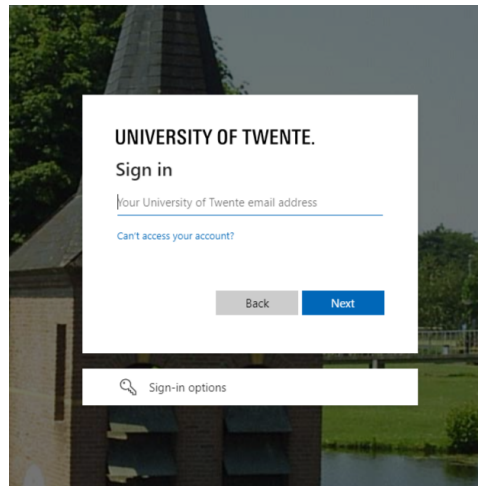 UNIVERSITY OF TWENTE.
Sign in
Your University of Twente email address
Can't access your account?
Back
Next
Sign-in options